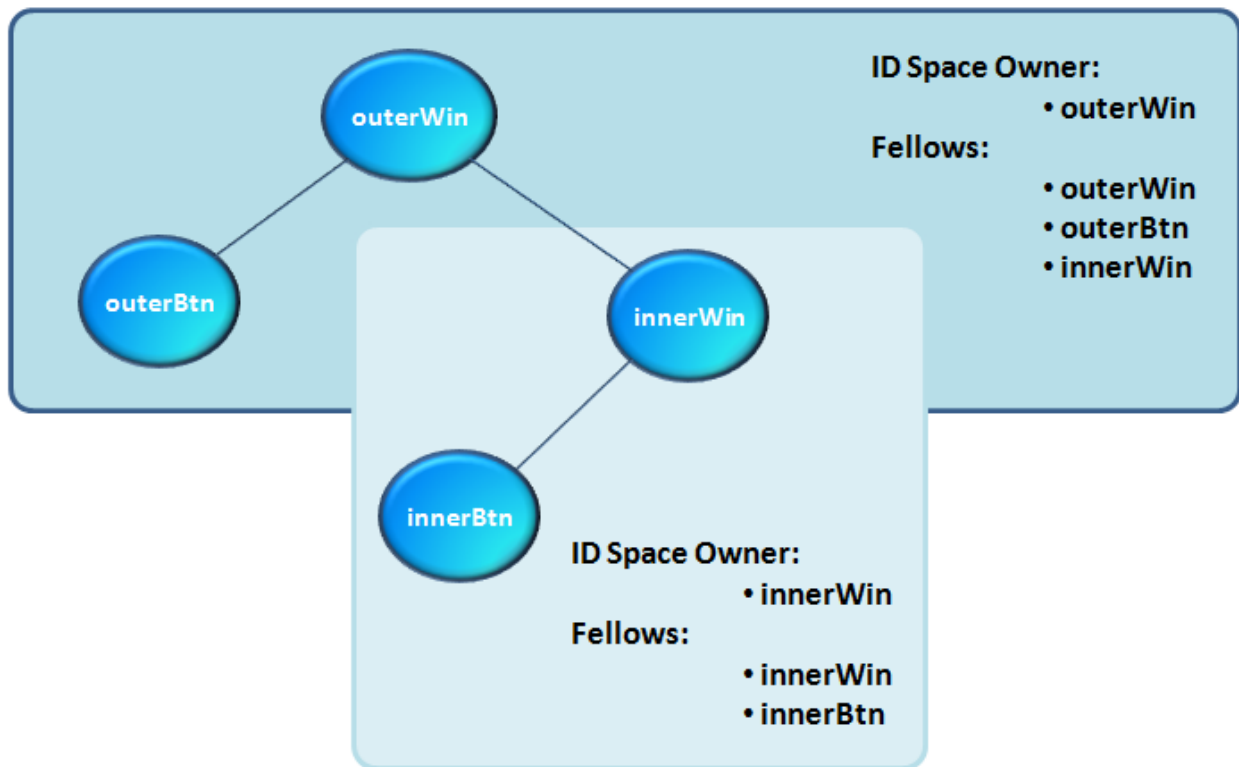 outerWin
outerBtn
innerWin
innerBtn
ID Space Owner:
• outerWin
Fellows:
• outerWin
• outerBtn
• innerWin
ID Space Owner:
• innerWin
Fellows:
• innerWin
• innerBtn